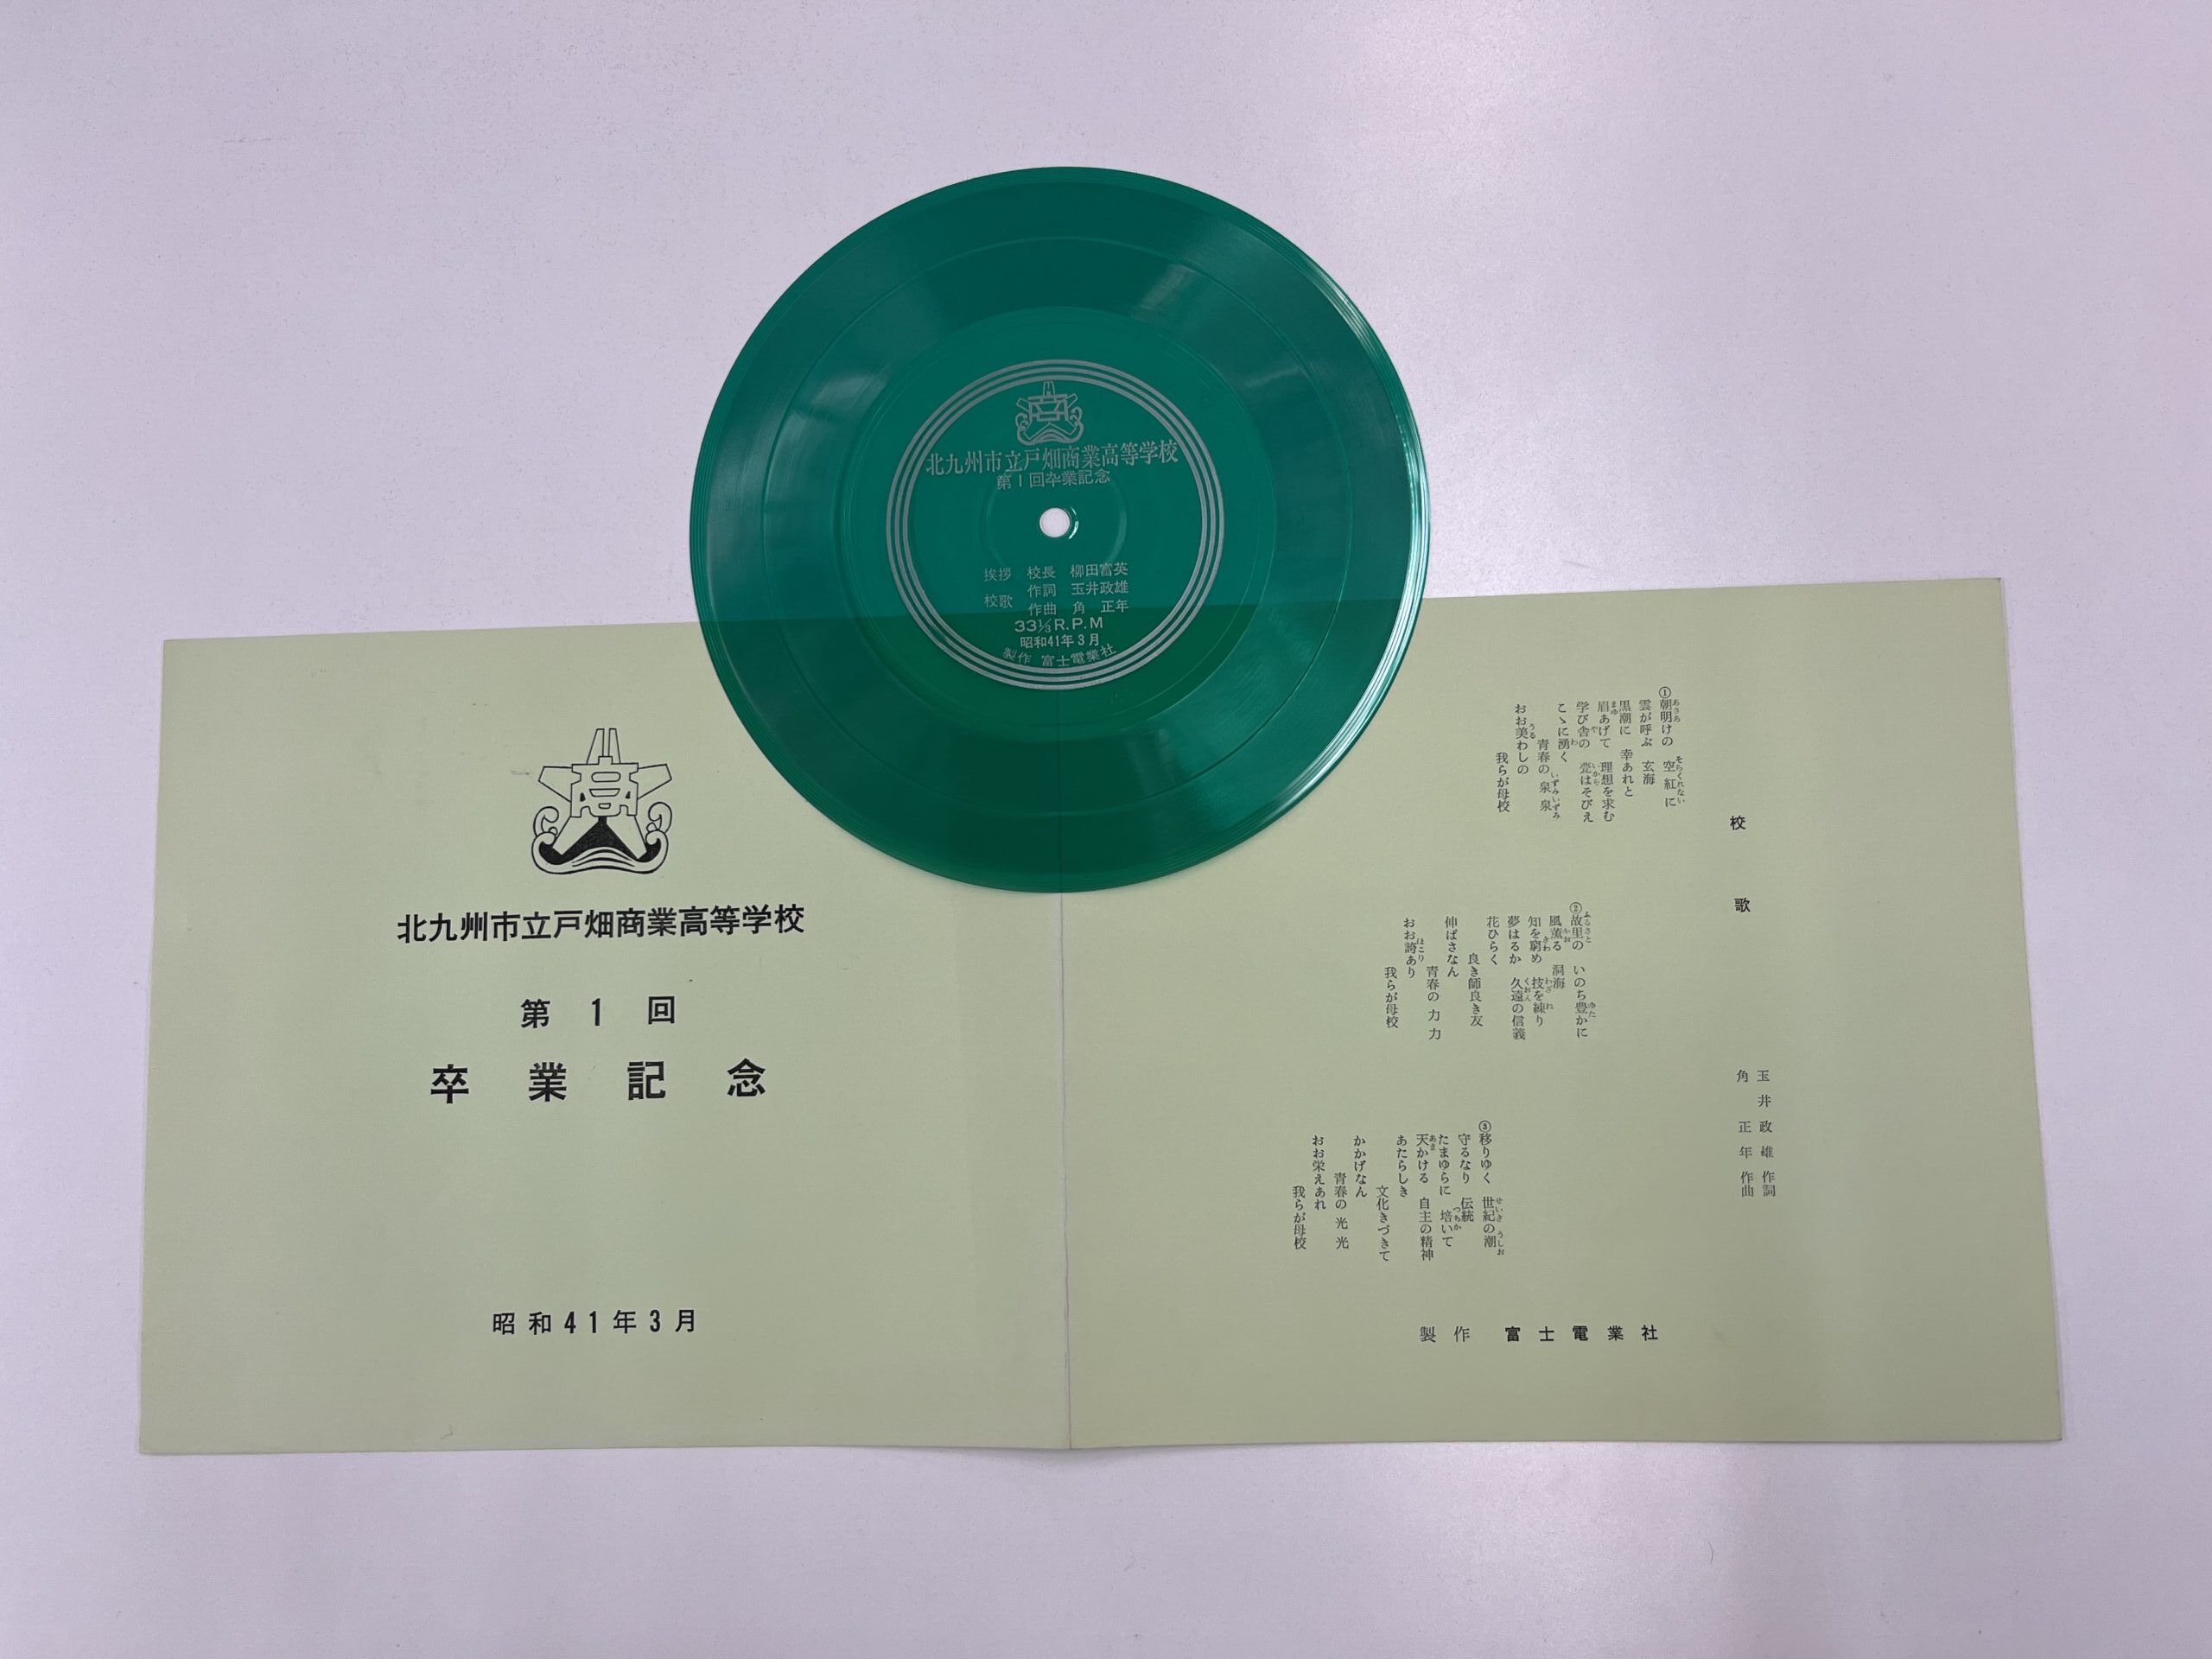 北九州市立戸畑商業高等学校
第1回卒業記念
挨拶 校長 柳田富英
校歌 作詞 玉井政雄
作曲 角 正年
33⅓R.P.M
昭和41年3月
製作 富士電業社
高
北九州市立戸畑商業高等学校
第 1 回
卒業記念
昭和41年3月
校歌
玉井政雄作詞
角正年作曲
①朝明けの 空紅に
雲が呼ぶ 玄海
黒潮に 幸あれと
眉あげて 理想を求む
学び舎の 甍はそびえ
こゝに湧く
青春の 泉 泉
おお美わしの
我らが母校
②故里の いのち豊かに
風薫る 洞海
知を窮め 技を練り
夢はるか 久遠の信義
花ひらく
良き師良き友
伸ばさなん
青春の 力 力
おお誇あり
我らが母校
③移りゆく 世紀の潮
守るなり 伝統
たまゆらに 培いて
天かける 自主の精神
あたらしき
文化きづきて
かかげなん
青春の 光 光
おお栄えあれ
我らが母校
製作 富士電業社